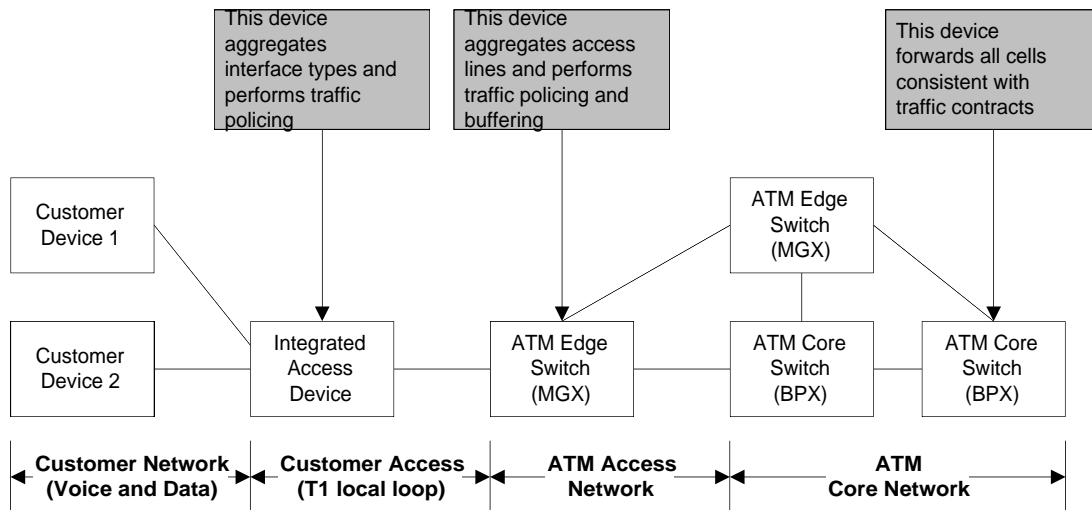 This device
aggregates
interface types and
performs traffic
policing
This device
aggregates access
lines and performs
traffic policing and
buffering
This device
forwards all cells
consistent with
traffic contracts
Customer
Device 1
ATM Edge
Switch
(MGX)
Customer
Device 2
Integrated
Access
Device
ATM Edge
Switch
(MGX)
ATM Core
Switch
(BPX)
ATM Core
Switch
(BPX)
Customer Network
(Voice and Data)
Customer Access
(T1 local loop)
ATM Access
Network
ATM
Core Network